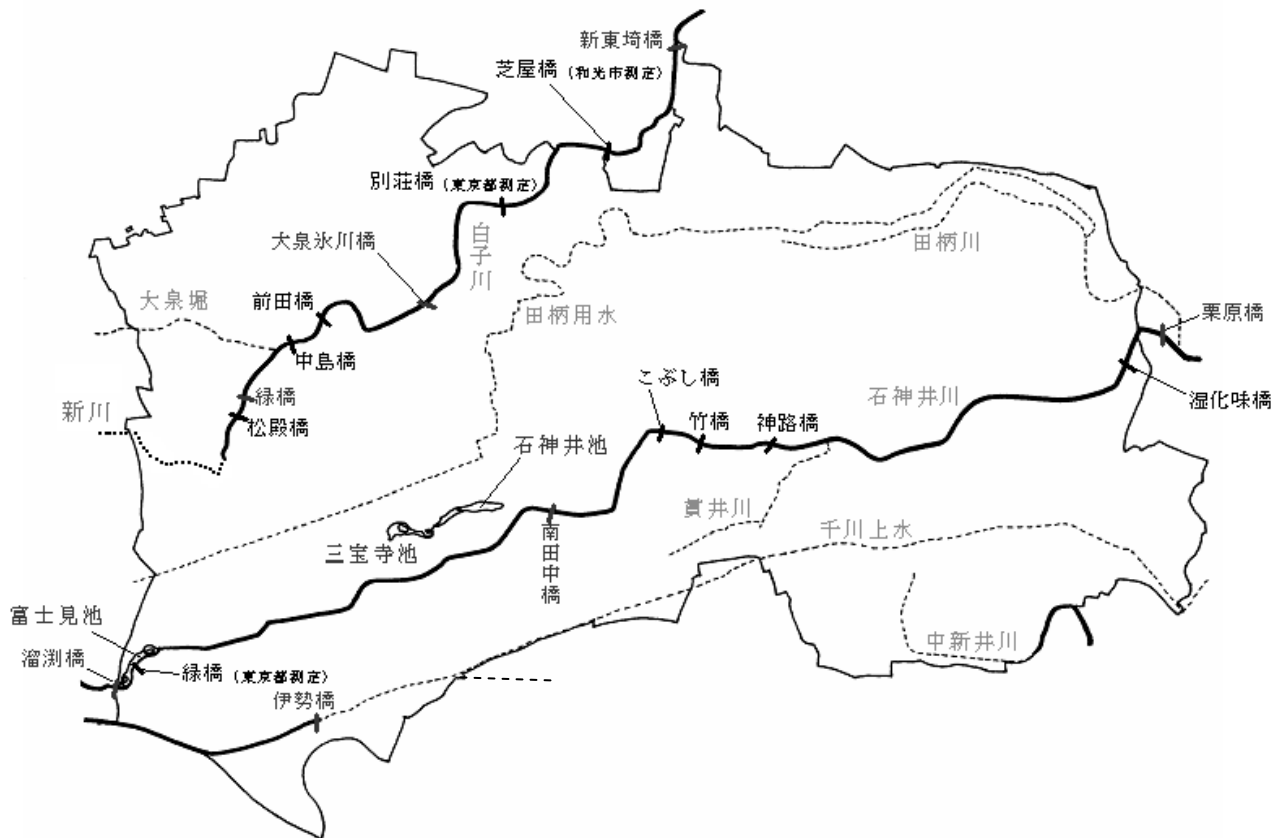 新東埼橋
芝屋橋 (和光市測定)
別荘橋 (東京都測定)
大泉氷川橋
白子川
田柄川
大泉堀
前田橋
田柄用水
栗原橋
中島橋
こぶし橋
石神井川
湿化味橋
緑橋
新川
松殿橋
竹橋
神路橋
石神井池
貫井川
千川上水
三宝寺池
南田中橋
富士見池
中新井川
溜渕橋
緑橋 (東京都測定)
伊勢橋